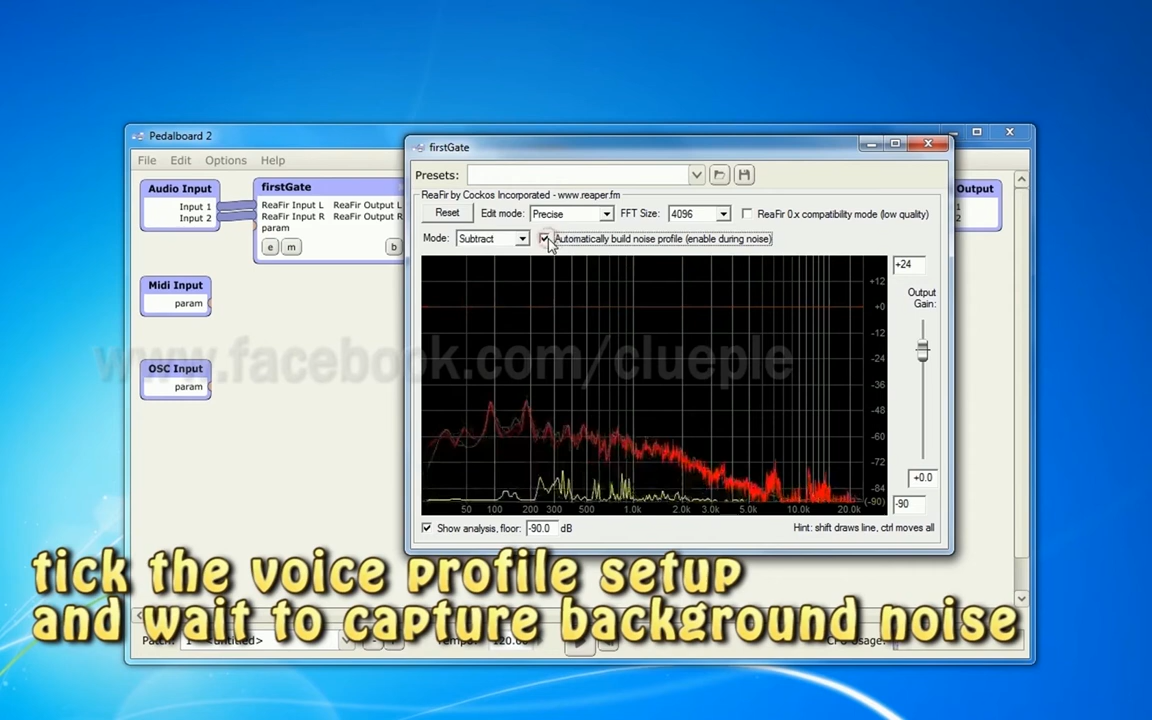 Pedalboard 2
File Edit Options Help
Audio Input
Input 1
Input 2
firstGate
ReaFir Input L ReaFir Output L
ReaFir Input R ReaFir Output R
param
e m b
Midi Input
param
OSC Input
param
Output
firstGate
Presets:
ReaFir by Cockos Incorporated - www.reaper.fm
Reset Edit mode: Precise FFT Size: 4096 ReaFir 0.x compatibility mode (low quality)
Mode: Subtract Automatically build noise profile (enable during noise)
+24
Output
Gain:
+12
+0
-12
-24
-36
-48
-60
-72
-84
(-90)
+0.0
-90
50 100 200 300 500 1.0k 2.0k 3.0k 5.0k 10.0k 20.0k
Show analysis, floor: -90.0 dB Hint: shift draws line, ctrl moves all
www.facebook.com/clueple
tick the voice profile setup
and wait to capture background noise